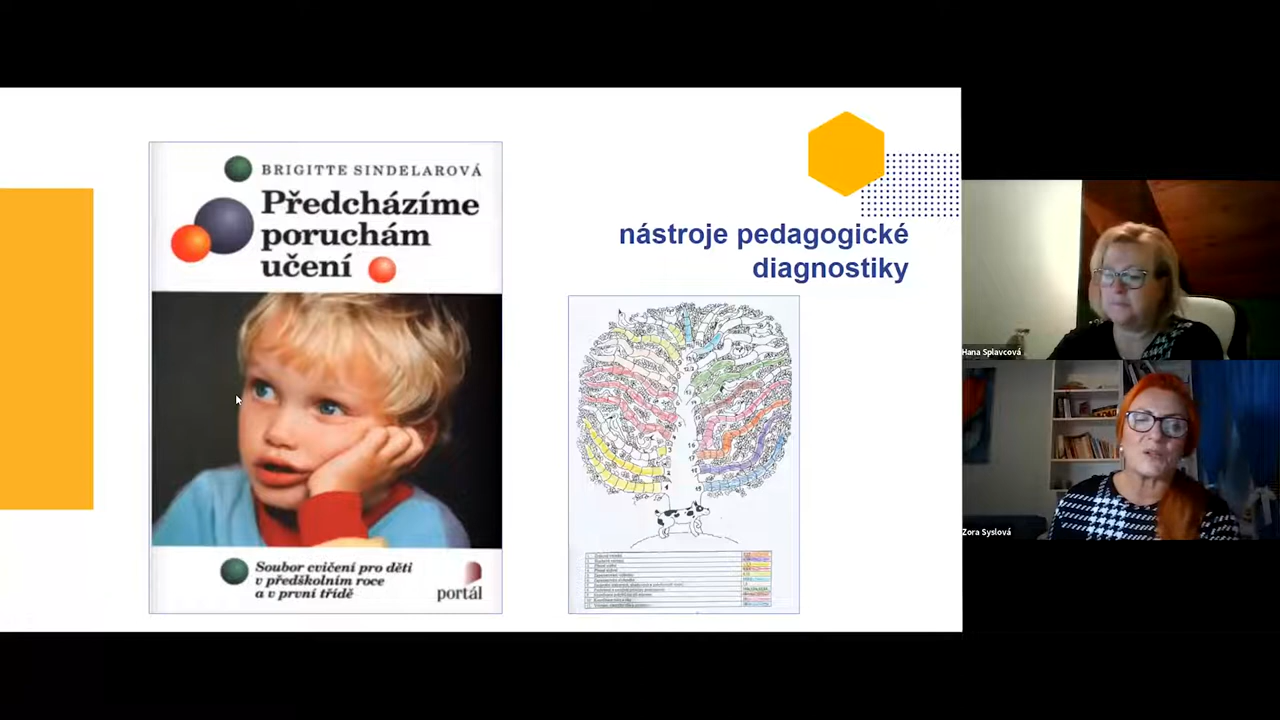 BRIGITTE SINDELAROVÁ
Předcházíme
poruchám
učení
Soubor cvičení pro děti
v předškolním roce
a v první třídě
portál
nástroje pedagogické
diagnostiky
Hana Splavcová
Zora Syslová